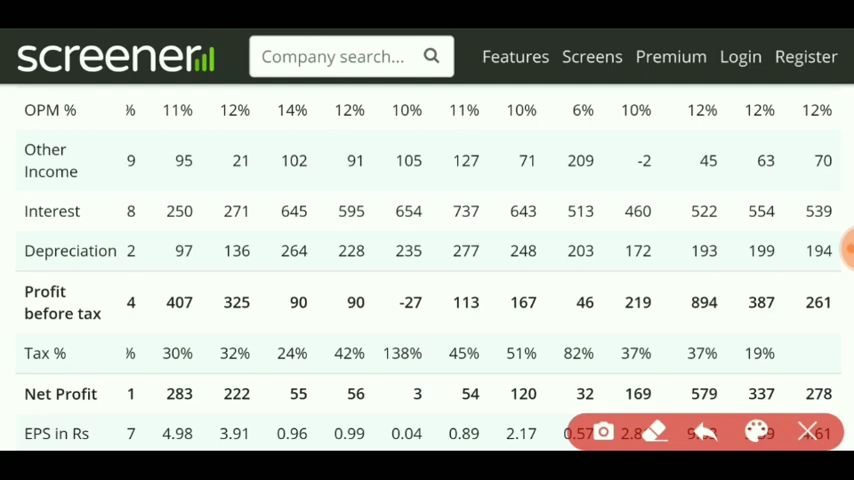 screener
Company search...
Features Screens Premium Login Register
OPM % % 11% 12% 14% 12% 10% 11% 10% 6% 10% 12% 12% 12%
Other
Income 9 95 21 102 91 105 127 71 209 -2 45 63 70
Interest 8 250 271 645 595 654 737 643 513 460 522 554 539
Depreciation 2 97 136 264 228 235 277 248 203 172 193 199 194
Profit
before tax 4 407 325 90 90 -27 113 167 46 219 894 387 261
Tax % % 30% 32% 24% 42% 138% 45% 51% 82% 37% 37% 19%
Net Profit 1 283 222 55 56 3 54 120 32 169 579 337 278
EPS in Rs 7 4.98 3.91 0.96 0.99 0.04 0.89 2.17 0.57